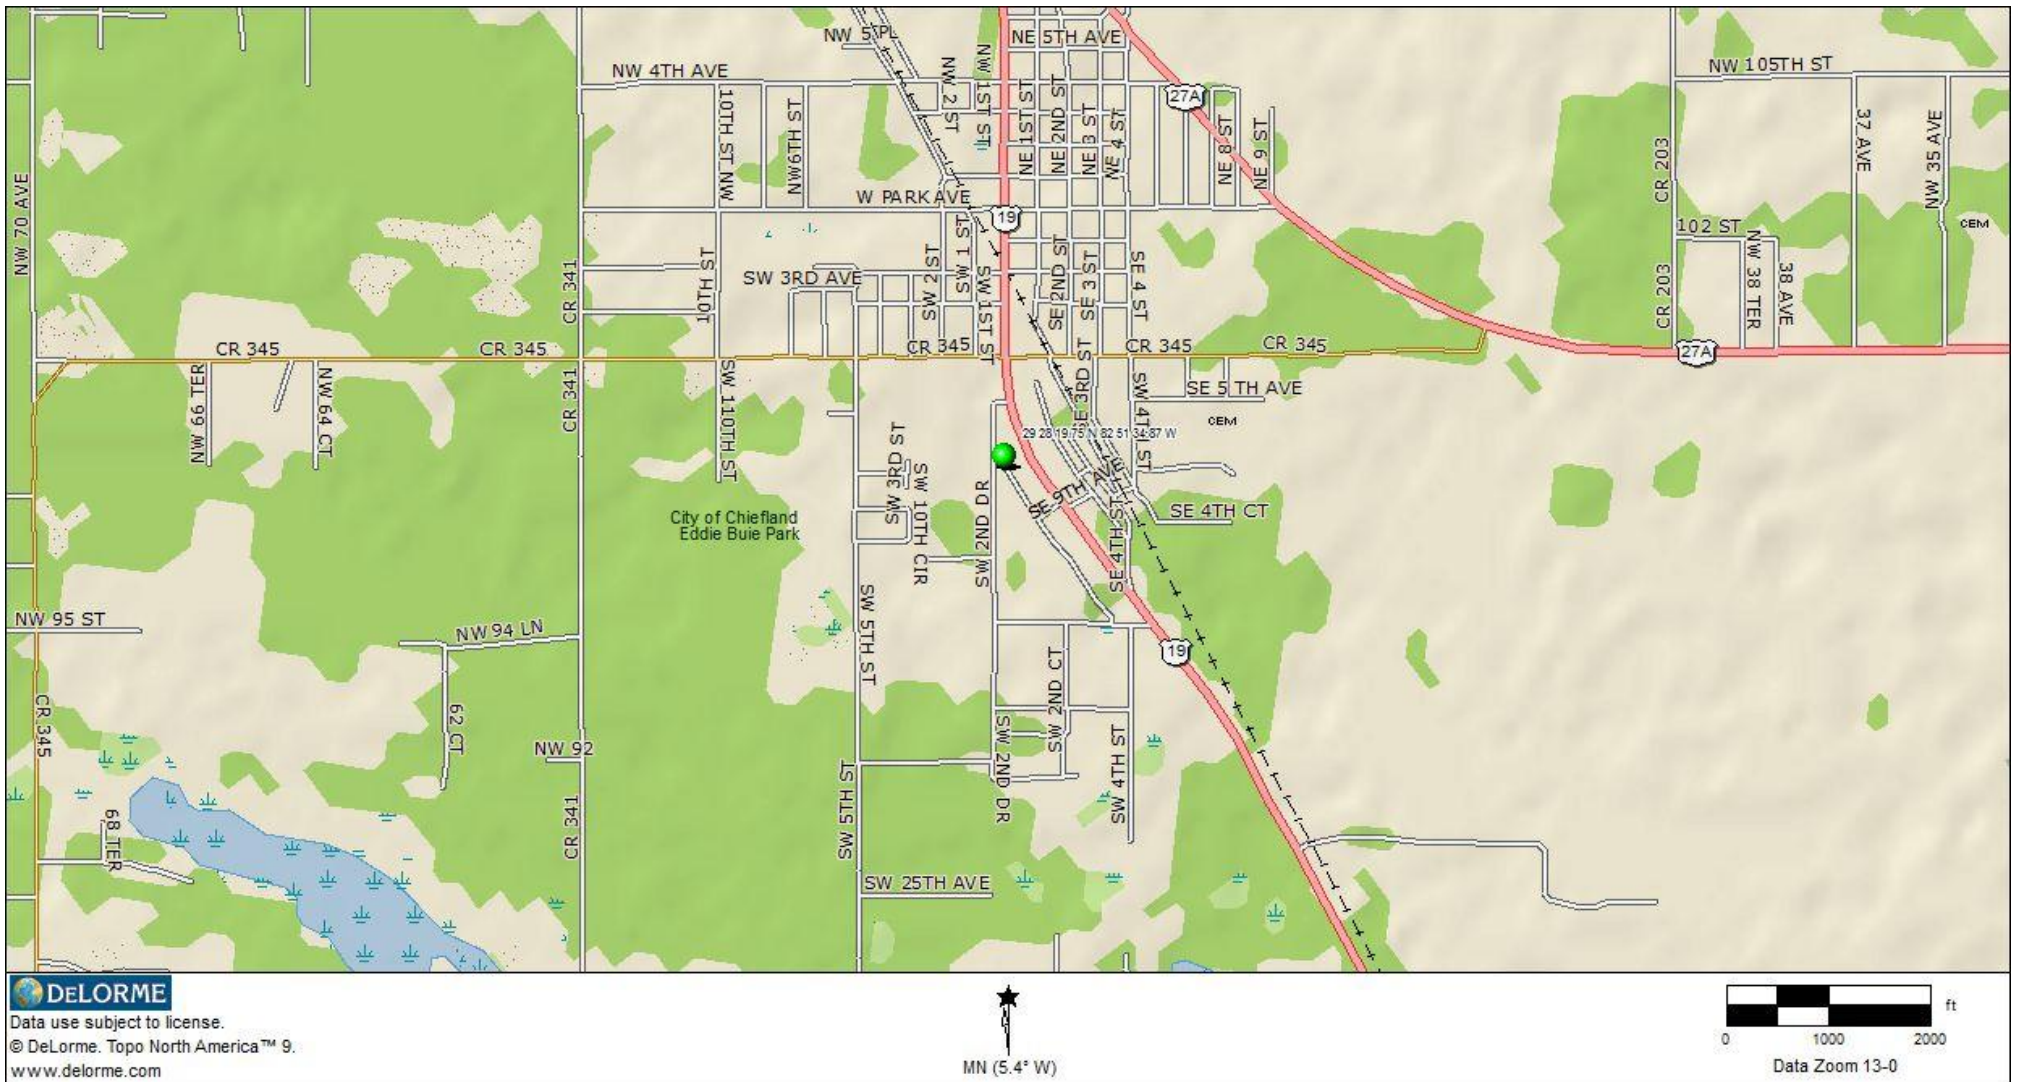 NW 5 PL
NE 5TH AVE
NW 4TH AVE
NW 105TH ST
27A
NW 2 ST
NW 1ST ST
NE 1ST ST
NE 2ND ST
NE 3 ST
NE 4 ST
NE 8 ST
NE 9 ST
10TH ST NW
NW6TH ST
CR 203
37 AVE
NW 35 AVE
NW 70 AVE
W PARK AVE
19
102 ST
CEM
NW 38 TER
38 AVE
CR 341
10TH ST
SW 3RD AVE
SW 2 ST
SW 1 ST
SW 1ST ST
SE 2ND ST
SE 3 ST
SE 4 ST
CR 203
CR 345
CR 345
CR 345
CR 345
CR 345
27A
NW 66 TER
NW 64 CT
CR 341
SW 110TH ST
SE 3RD ST
SW 4TH ST
SE 5 TH AVE
CEM
29 28 19.75 N 82 51 34.87 W
SW 3RD ST
SW 10TH CIR
SW 2ND DR
SE 9TH AVE
SE 4TH ST
SE 4TH CT
City of Chiefland
Eddie Buie Park
NW 95 ST
NW 94 LN
SW 5TH ST
19
CR 345
62 CT
NW 92
SW 2ND CT
SW 2ND DR
SW 4TH ST
68 TER
CR 341
SW 5TH ST
SW 25TH AVE
DELORME
Data use subject to license.
© DeLorme. Topo North America™ 9.
www.delorme.com
MN (5.4° W)
ft
0 1000 2000
Data Zoom 13-0